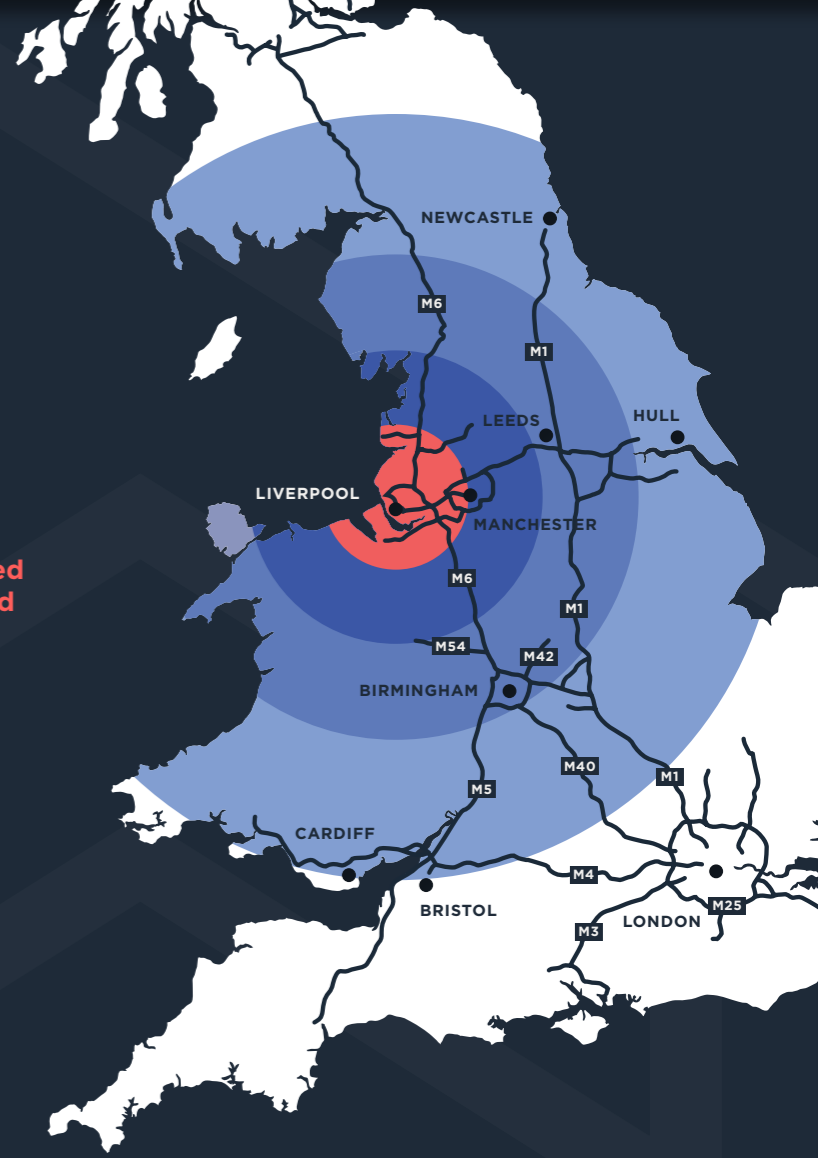 NEWCASTLE
M6
M1
LEEDS
HULL
LIVERPOOL
MANCHESTER
ed
d
M6
M1
M54
M42
BIRMINGHAM
M40
M1
M5
CARDIFF
M4
BRISTOL
M25
LONDON
M3